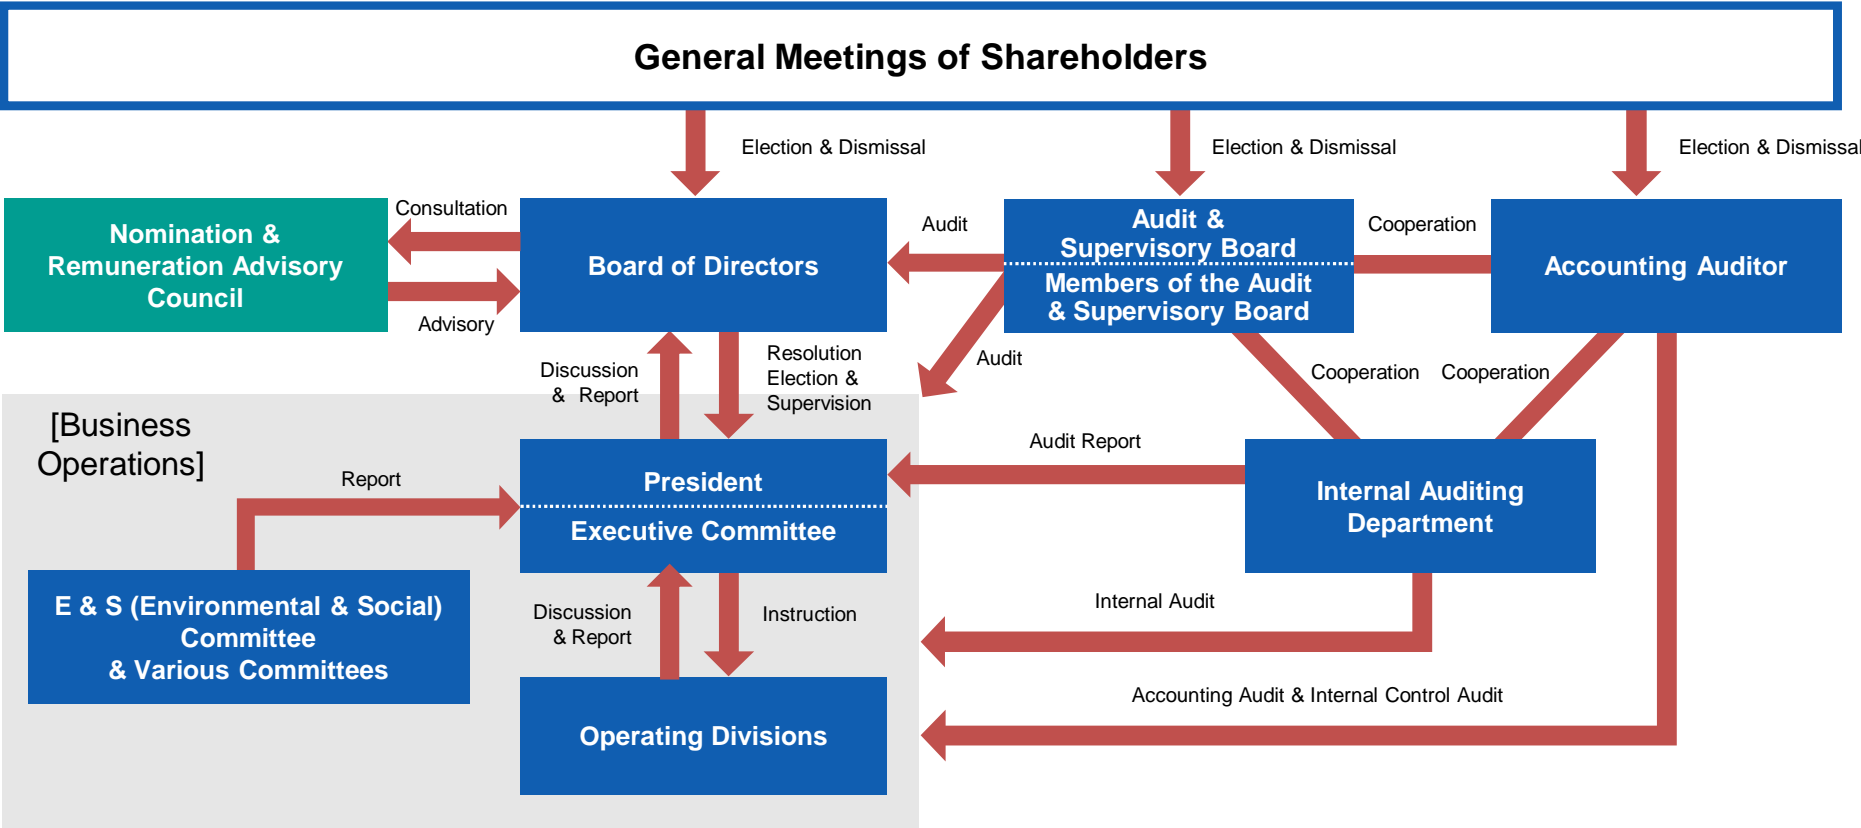 General Meetings of Shareholders
Election & Dismissal
Election & Dismissal
Election & Dismissal
Nomination &
Remuneration Advisory
Council
Consultation
Advisory
Board of Directors
Audit
Audit &
Supervisory Board
Members of the Audit
& Supervisory Board
Cooperation
Accounting Auditor
Discussion
& Report
Resolution
Election &
Supervision
Audit
Cooperation
Cooperation
[Business
Operations]
Report
President
Executive Committee
Audit Report
Internal Auditing
Department
E & S (Environmental & Social)
Committee
& Various Committees
Discussion
& Report
Instruction
Internal Audit
Operating Divisions
Accounting Audit & Internal Control Audit